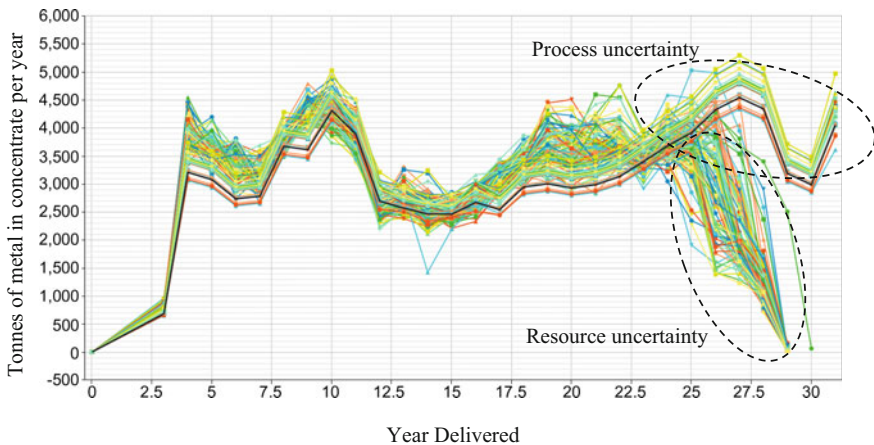 Tonnes of metal in concentrate per year
6,000
5,500
5,000
4,500
4,000
3,500
3,000
2,500
2,000
1,500
1,000
500
0
-500
Process uncertainty
Resource uncertainty
0 2.5 5 7.5 10 12.5 15 17.5 20 22.5 25 27.5 30
Year Delivered